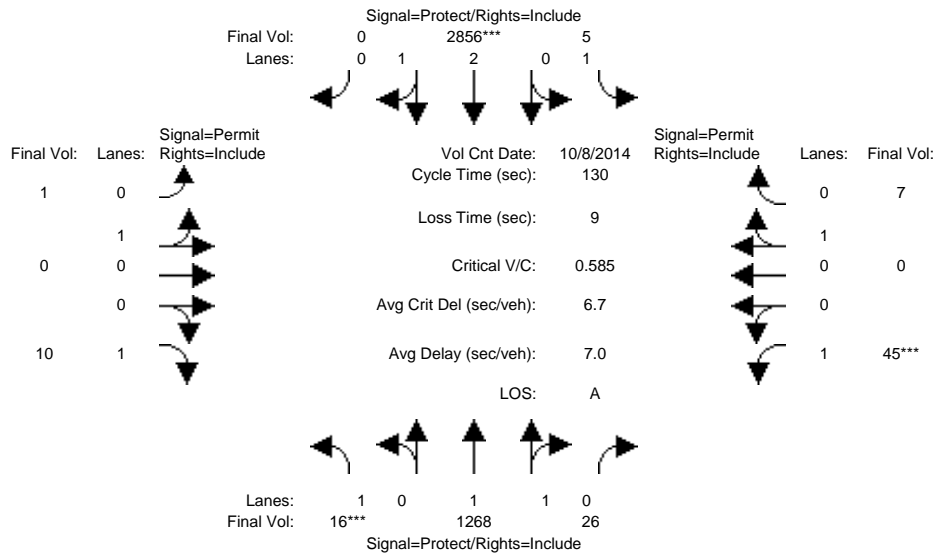 Signal=Protect/Rights=Include
Final Vol: 0 2856*** 5
Lanes: 0 1 2 0 1
Signal=Permit Signal=Permit
Final Vol: Lanes: Rights=Include Vol Cnt Date: 10/8/2014 Rights=Include Lanes: Final Vol:
Cycle Time (sec): 130
1 0 0 7
Loss Time (sec): 9
1 1
0 0 Critical V/C: 0.585 0 0
0 Avg Crit Del (sec/veh): 6.7 0
10 1 Avg Delay (sec/veh): 7.0 1 45***
LOS: A
Lanes: 1 0 1 1 0
Final Vol: 16*** 1268 26
Signal=Protect/Rights=Include